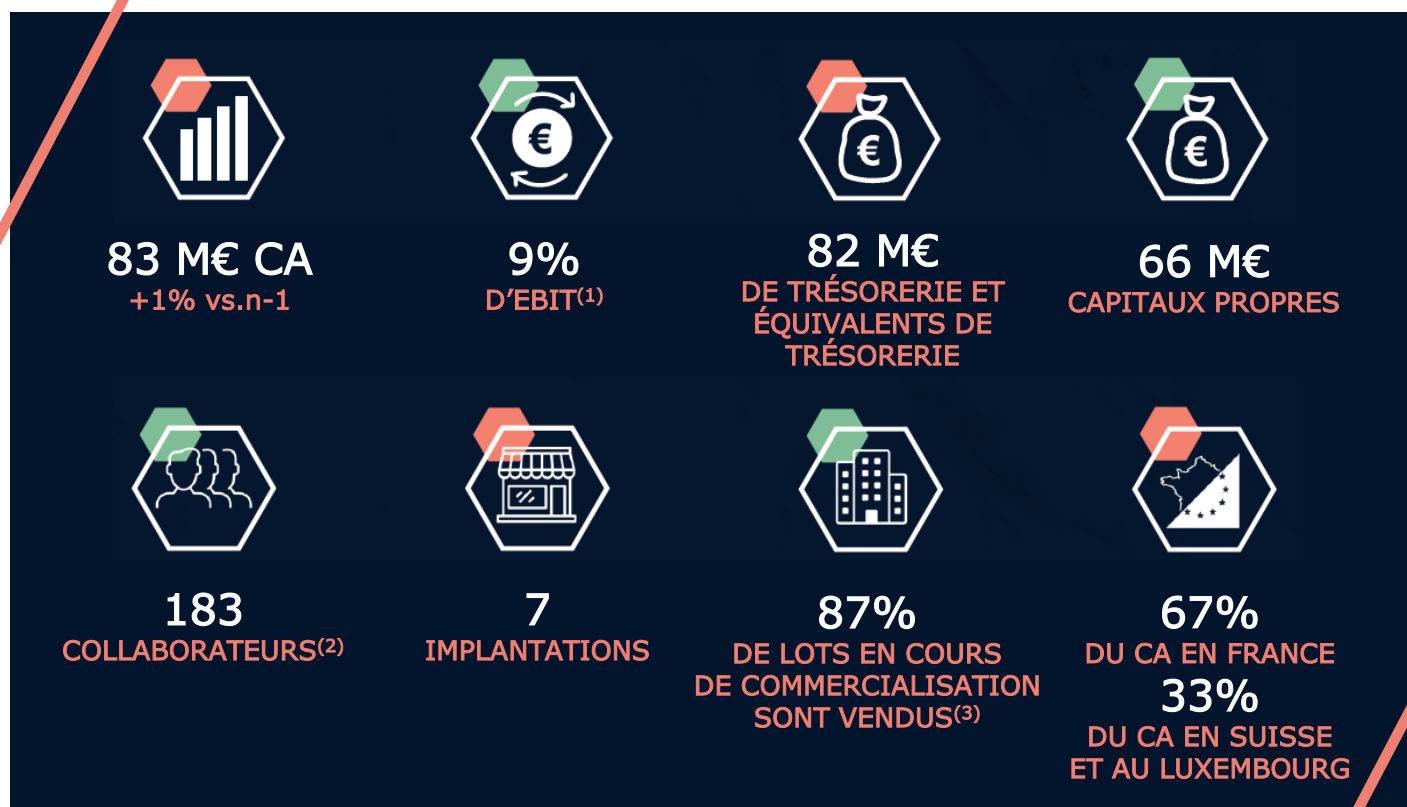 83 M€ CA
+1% vs.n-1
9%
D'EBIT(1)
82 M€
DE TRÉSORERIE ET
ÉQUIVALENTS DE
TRÉSORERIE
66 M€
CAPITAUX PROPRES
183
COLLABORATEURS(2)
7
IMPLANTATIONS
87%
DE LOTS EN COURS
DE COMMERCIALISATION
SONT VENDUS(3)
67%
DU CA EN FRANCE
33%
DU CA EN SUISSE
ET AU LUXEMBOURG